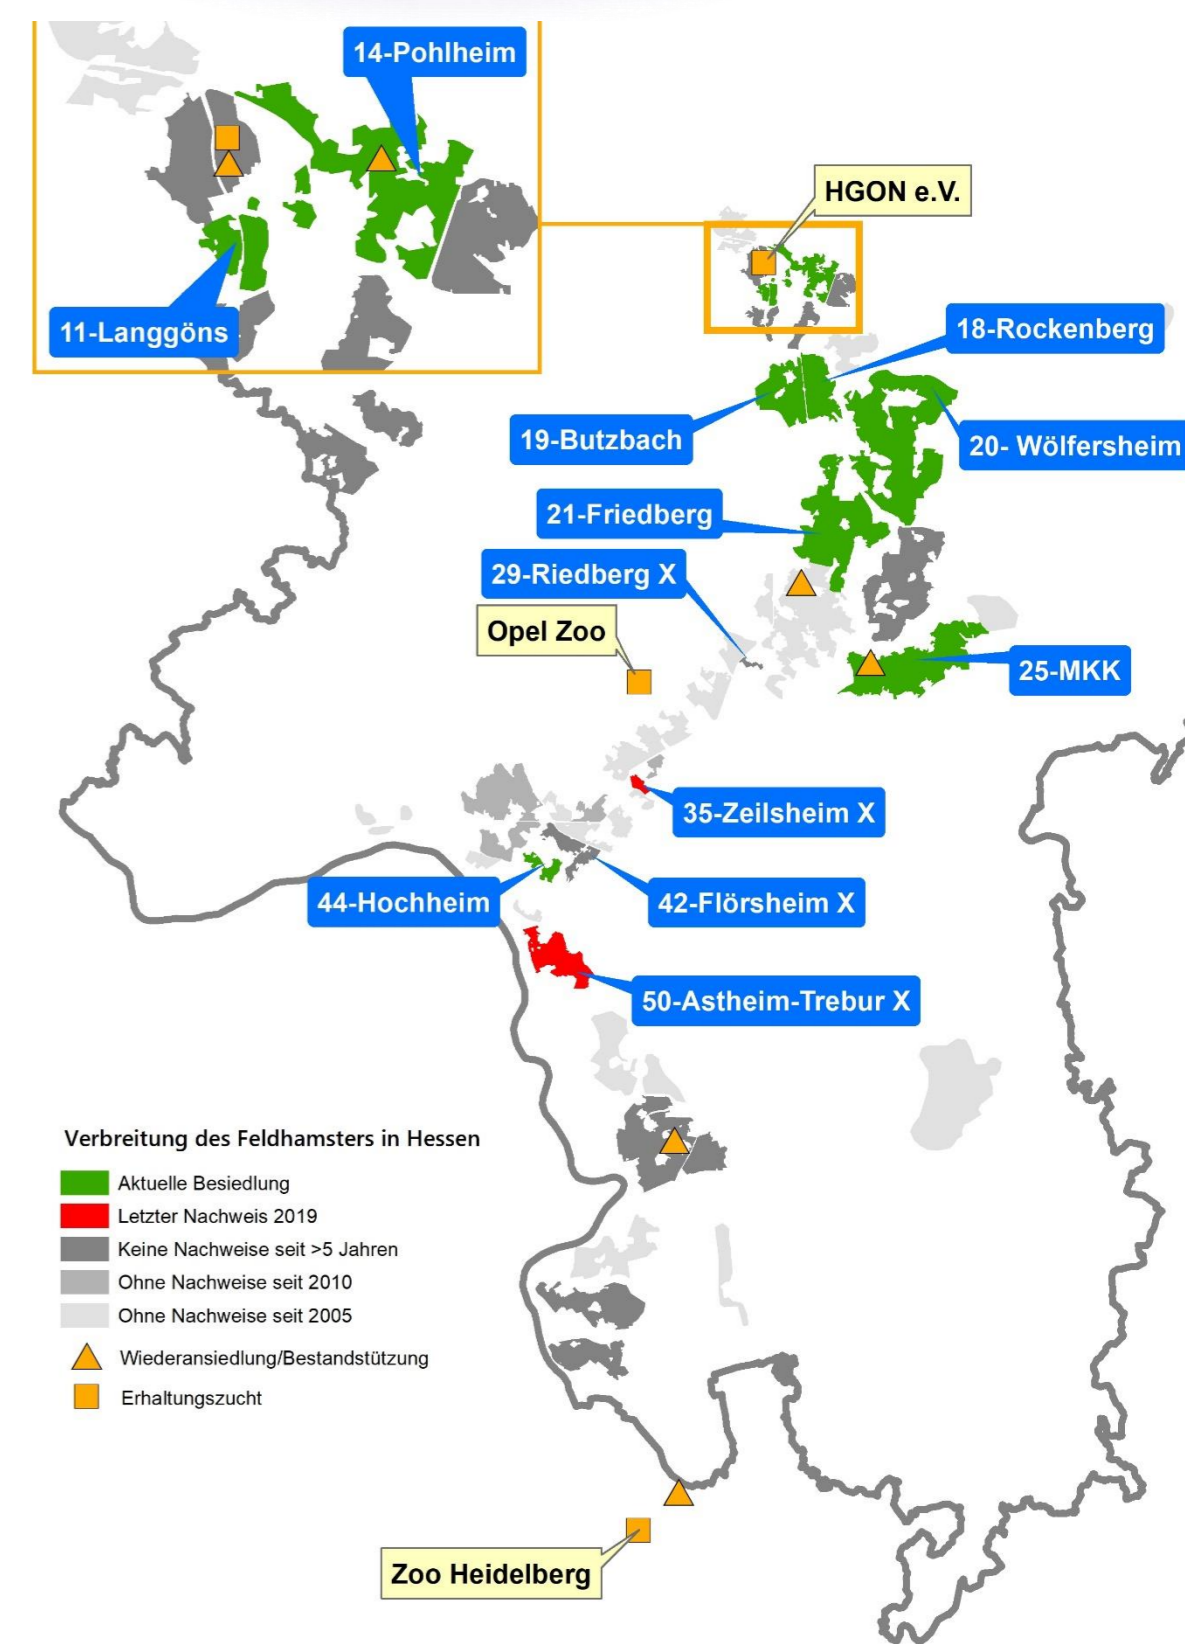 14-Pohlheim
HGON e.V.
11-Langgöns
18-Rockenberg
19-Butzbach
20- Wölfersheim
21-Friedberg
29-Riedberg X
Opel Zoo
25-MKK
35-Zeilsheim X
44-Hochheim
42-Flörsheim X
50-Astheim-Trebur X
Verbreitung des Feldhamsters in Hessen
Aktuelle Besiedlung
Letzter Nachweis 2019
Keine Nachweise seit >5 Jahren
Ohne Nachweise seit 2010
Ohne Nachweise seit 2005
Wiederansiedlung/Bestandstützung
Erhaltungszucht
Zoo Heidelberg